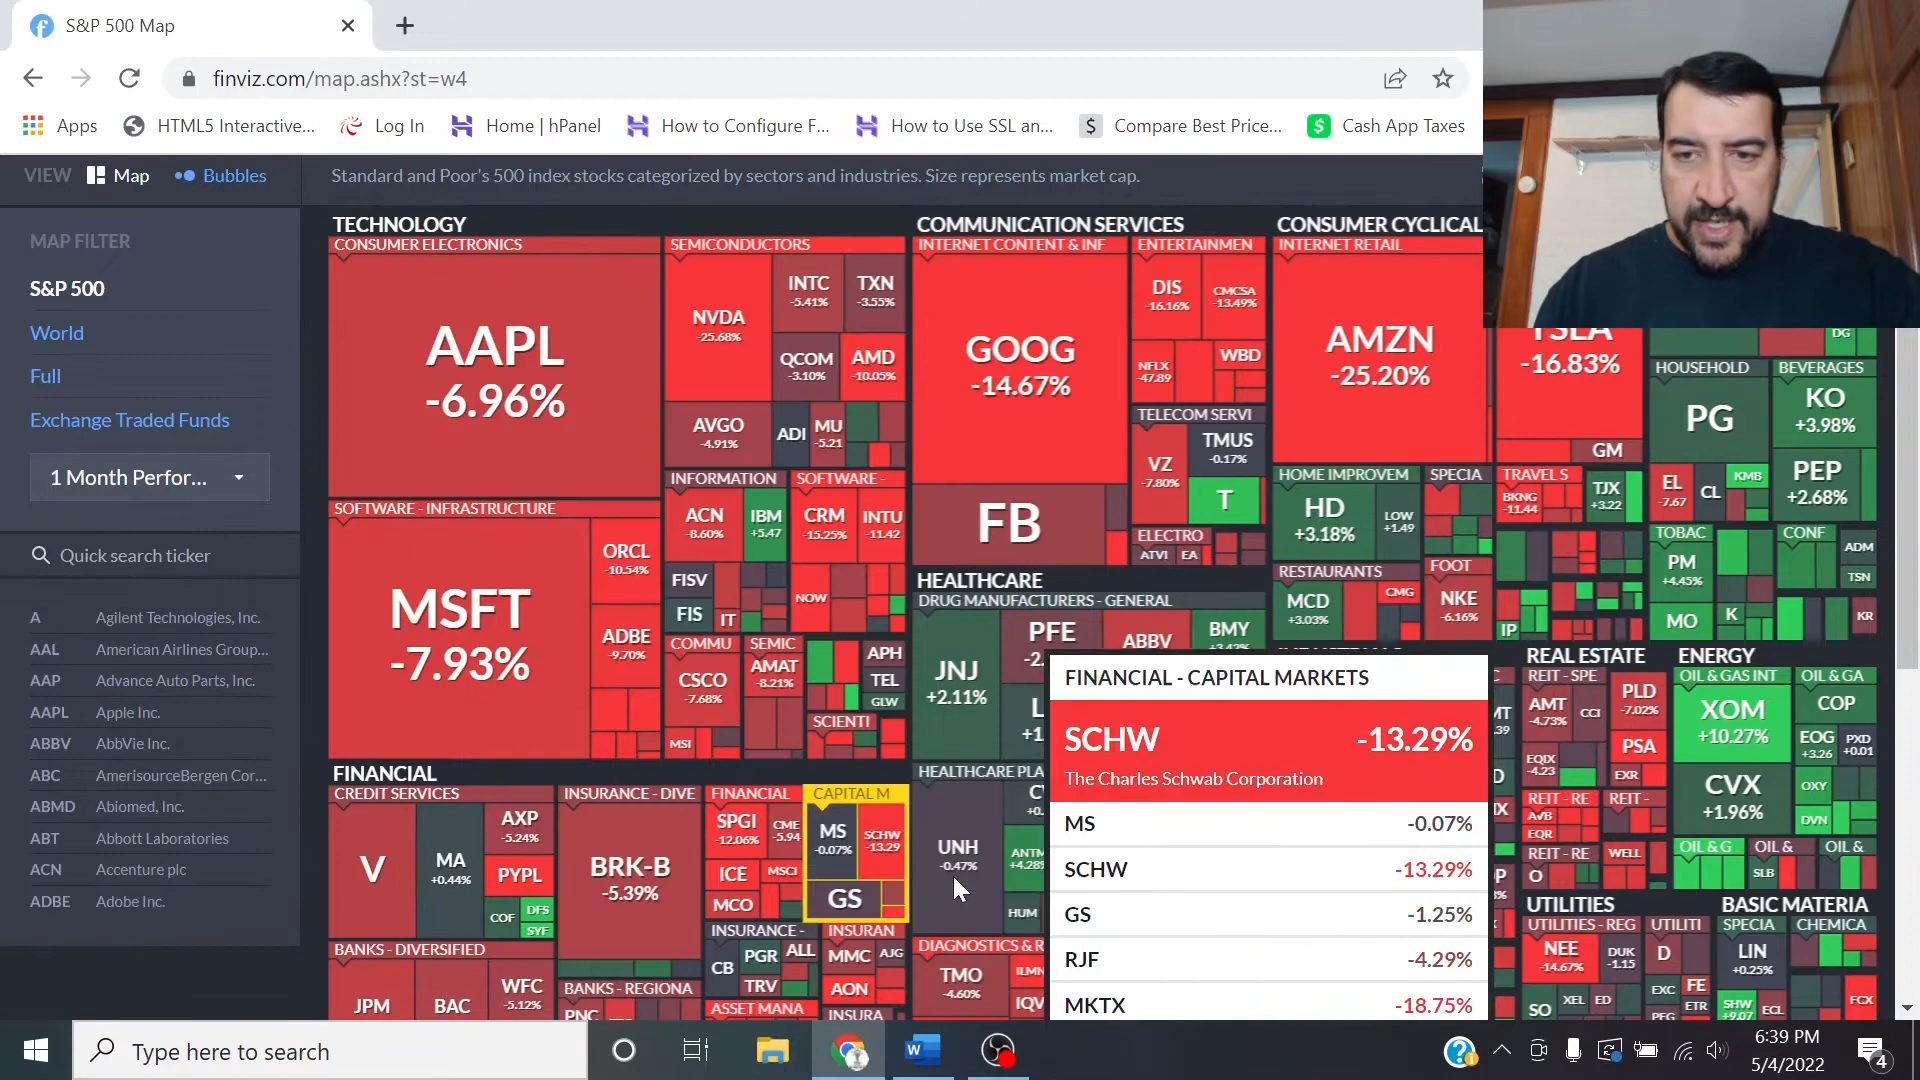 S&P 500 Map
finviz.com/map.ashx?st=w4
Apps
HTML5 Interactive...
Log In
Home | hPanel
How to Configure F...
How to Use SSL an...
Compare Best Price...
Cash App Taxes
VIEW Map Bubbles
Standard and Poor's 500 index stocks categorized by sectors and industries. Size represents market cap.
MAP FILTER
S&P 500
World
Full
Exchange Traded Funds
1 Month Perfor...
Quick search ticker
A Agilent Technologies, Inc.
AAL American Airlines Group...
AAP Advance Auto Parts, Inc.
AAPL Apple Inc.
ABBV AbbVie Inc.
ABC AmerisourceBergen Cor...
ABMD Abiomed, Inc.
ABT Abbott Laboratories
ACN Accenture plc
ADBE Adobe Inc.
TECHNOLOGY
CONSUMER ELECTRONICS
AAPL
-6.96%
SEMICONDUCTORS
NVDA
-25.68%
INTC
-5.41%
TXN
-3.55%
QCOM
-3.10%
AMD
-10.05%
AVGO
-4.91%
ADI
MU
-5.21
SOFTWARE - INFRASTRUCTURE
MSFT
-7.93%
ORCL
-10.54%
ADBE
-9.70%
INFORMATION
ACN
-8.60%
IBM
+5.47
FISV
FIS
IT
SOFTWARE -
CRM
-15.25%
INTU
-11.42
NOW
COMMU
CSCO
-7.68%
MSI
SEMIC
AMAT
-8.21%
APH
TEL
GLW
SCIENTI
COMMUNICATION SERVICES
INTERNET CONTENT & INF
GOOG
-14.67%
FB
ENTERTAINMEN
DIS
-16.16%
CMCSA
-13.49%
NFLX
-47.89
WBD
TELECOM SERVI
VZ
-7.80%
TMUS
-0.17%
T
ELECTRO
ATVI
EA
CONSUMER CYCLICAL
INTERNET RETAIL
AMZN
-25.20%
TSLA
-16.83%
GM
HOME IMPROVEM
HD
+3.18%
LOW
+1.49
SPECIA
TRAVEL S
BKNG
-11.44
TJX
+3.22
RESTAURANTS
MCD
+3.03%
CMG
FOOT
NKE
-6.16%
IP
DG
HOUSEHOLD
PG
EL
-7.67
CL
KMB
BEVERAGES
KO
+3.98%
PEP
+2.68%
TOBAC
PM
+4.45%
MO
K
CONF
ADM
TSN
KR
HEALTHCARE
DRUG MANUFACTURERS - GENERAL
JNJ
+2.11%
PFE
-2.
ABBV
BMY
+3.42%
L
+1
HEALTHCARE PLA
UNH
-0.47%
CV
+0.
ANTM
+4.28%
HUM
DIAGNOSTICS & R
TMO
-4.60%
ILMN
IQV
FINANCIAL
CREDIT SERVICES
V
MA
+0.44%
AXP
-5.24%
PYPL
COF
DFS
SYF
INSURANCE - DIVE
BRK-B
-5.39%
FINANCIAL
SPGI
-12.06%
CME
-5.94
ICE
MSCI
MCO
CAPITAL M
MS
-0.07%
SCHW
-13.29
GS
BANKS - DIVERSIFIED
JPM
BAC
WFC
-5.12%
BANKS - REGIONA
PNC
INSURANCE -
CB
PGR
ALL
TRV
INSURAN
MMC
AJG
AON
ASSET MANA
INSURA
FINANCIAL - CAPITAL MARKETS
SCHW -13.29%
The Charles Schwab Corporation
MS -0.07%
SCHW -13.29%
GS -1.25%
RJF -4.29%
MKTX -18.75%
REAL ESTATE
REIT - SPE
AMT
-4.73%
CCI
EQIX
-4.23
PLD
-7.02%
PSA
EXR
REIT - RE
AVB
EQR
REIT -
REIT - RE
O
WELL
ENERGY
OIL & GAS INT
XOM
+10.27%
CVX
+1.96%
OIL & GA
COP
EOG
+3.26
PXD
+0.01
OXY
DVN
OIL & G
OIL &
SLB
OIL &
UTILITIES
UTILITIES - REG
NEE
-14.67%
DUK
-1.15
SO
XEL
ED
UTILITI
D
EXC
FE
ETR
PEG
BASIC MATERIA
SPECIA
LIN
+0.25%
SHW
+9.07
ECL
CHEMICA
FCX
Type here to search
6:39 PM
5/4/2022
4